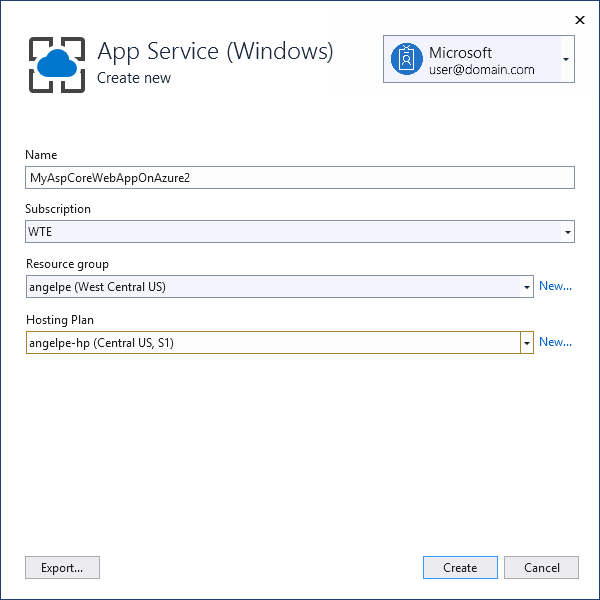 App Service (Windows)
Create new
Microsoft
user@domain.com
Name
MyAspCoreWebAppOnAzure2
Subscription
WTE
Resource group
angelpe (West Central US)
New...
Hosting Plan
angelpe-hp (Central US, S1)
New...
Export...
Create
Cancel